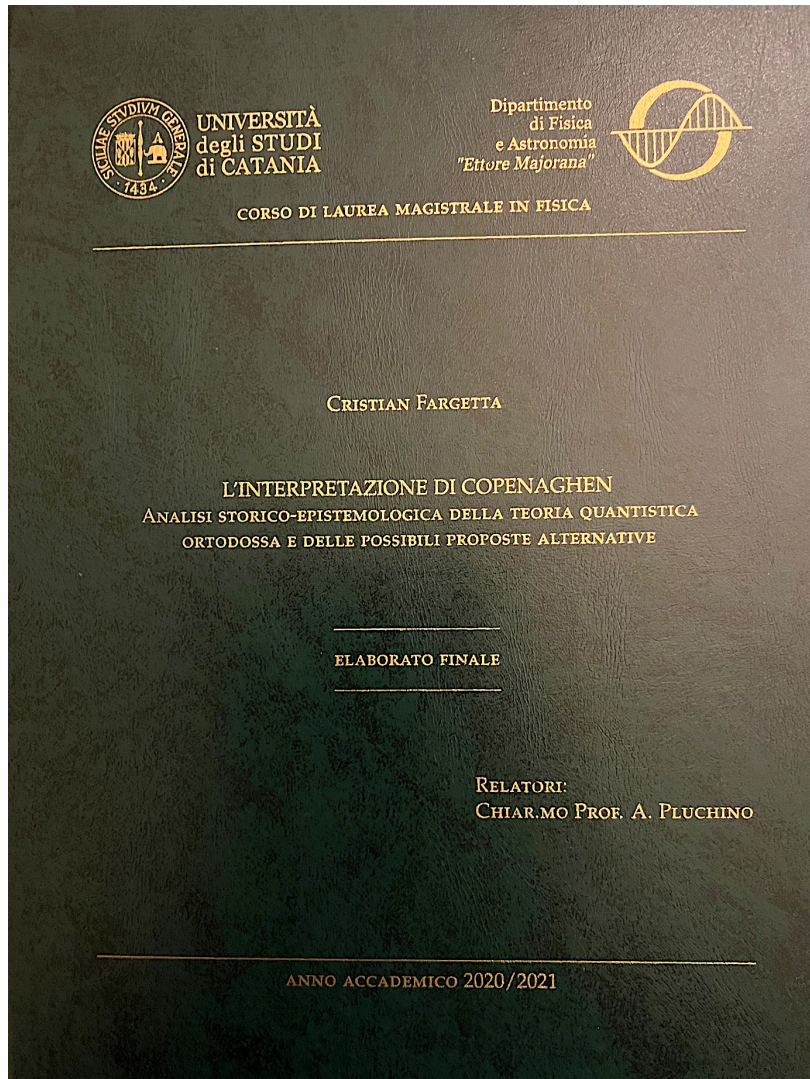 SICILIAE STVDIVM GENERALE
1434
UNIVERSITÀ
degli STUDI
di CATANIA
Dipartimento
di Fisica
e Astronomia
"Ettore Majorana"
CORSO DI LAUREA MAGISTRALE IN FISICA
CRISTIAN FARGETTA
L'INTERPRETAZIONE DI COPENAGHEN
ANALISI STORICO-EPISTEMOLOGICA DELLA TEORIA QUANTISTICA
ORTODOSSA E DELLE POSSIBILI PROPOSTE ALTERNATIVE
ELABORATO FINALE
RELATORI:
CHIAR.MO PROF. A. PLUCHINO
ANNO ACCADEMICO 2020/2021